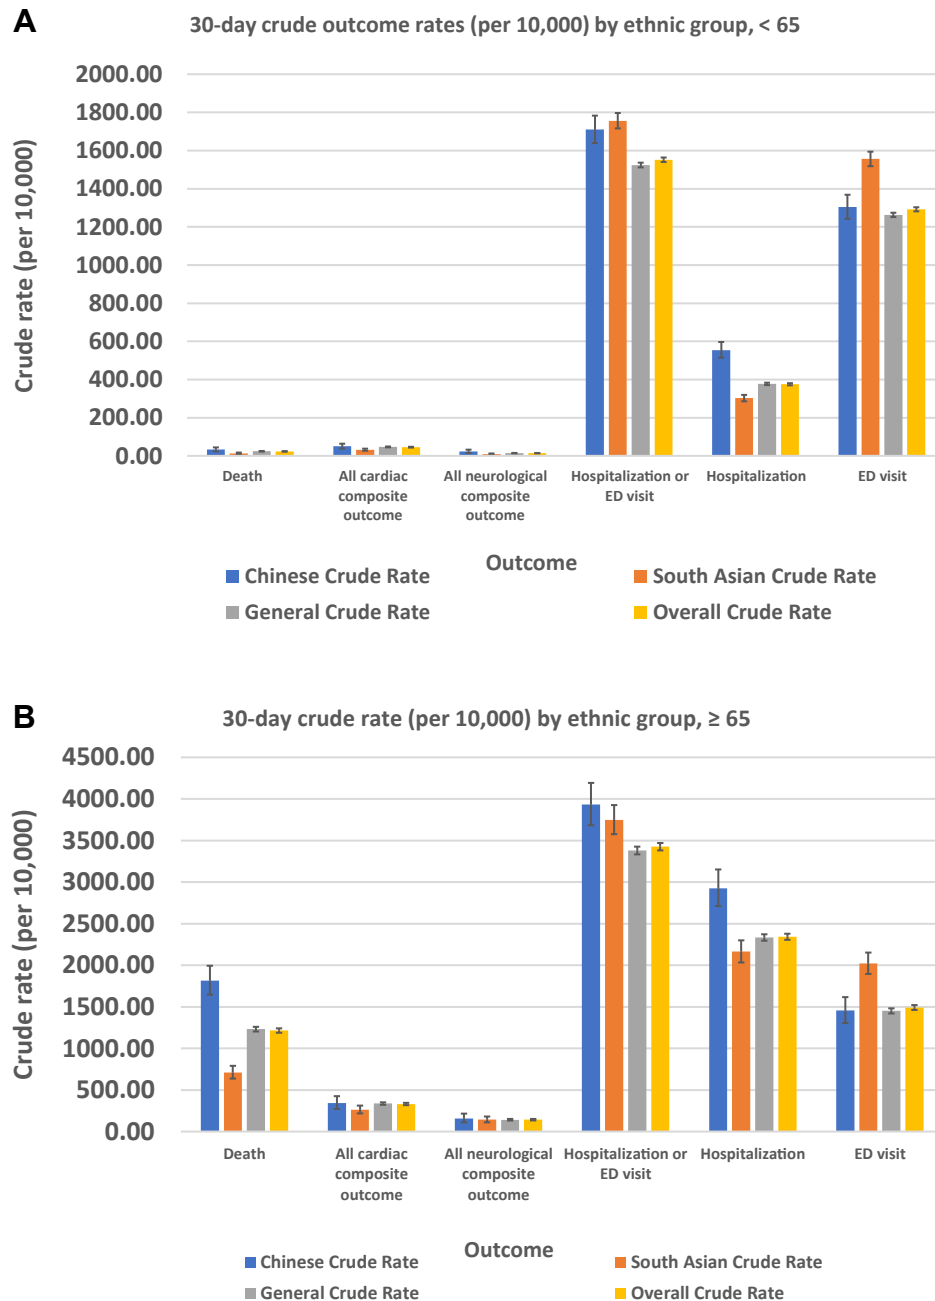 A
30-day crude outcome rates (per 10,000) by ethnic group, < 65
Crude rate (per 10,000)
2000.00
1800.00
1600.00
1400.00
1200.00
1000.00
800.00
600.00
400.00
200.00
0.00
Death
All cardiac
composite
outcome
All neurological
composite
outcome
Hospitalization or
ED visit
Hospitalization
ED visit
Outcome
Chinese Crude Rate
South Asian Crude Rate
General Crude Rate
Overall Crude Rate
B
30-day crude rate (per 10,000) by ethnic group, ≥ 65
Crude rate (per 10,000)
4500.00
4000.00
3500.00
3000.00
2500.00
2000.00
1500.00
1000.00
500.00
0.00
Death
All cardiac
composite
outcome
All neurological
composite
outcome
Hospitalization or
ED visit
Hospitalization
ED visit
Outcome
Chinese Crude Rate
South Asian Crude Rate
General Crude Rate
Overall Crude Rate